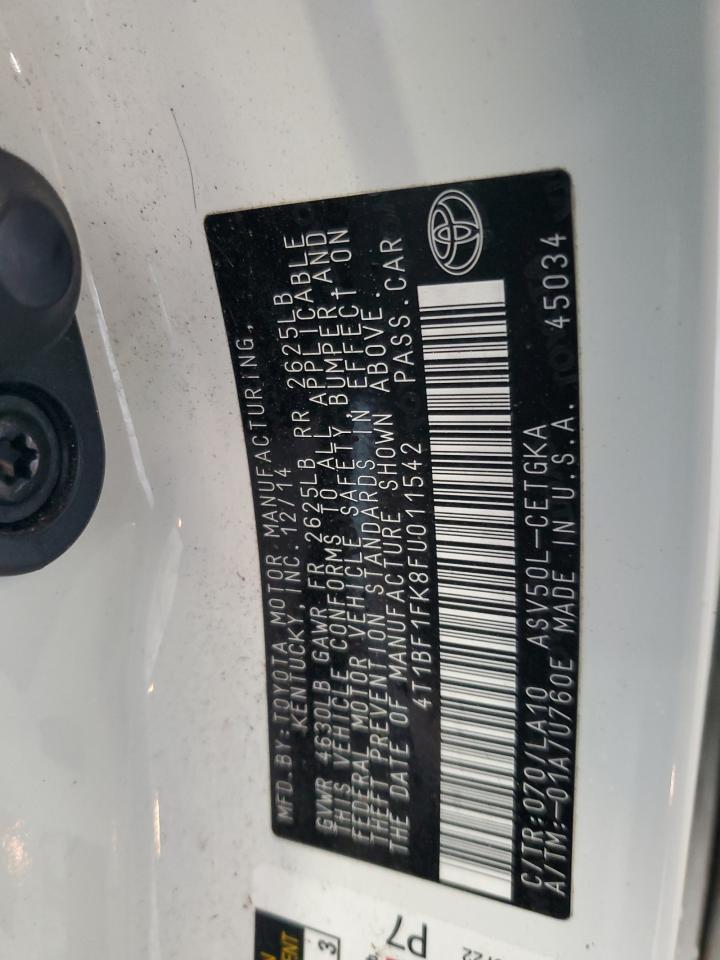 MFD.BY:TOYOTA MOTOR MANUFACTURING,
KENTUCKY, INC. 12/14
GVWR 4630LB GAWR FR 2625LB RR 2625LB
THIS VEHICLE CONFORMS TO ALL APPLICABLE
FEDERAL MOTOR VEHICLE SAFETY, BUMPER, AND
THEFT PREVENTION STANDARDS IN EFFECT ON
THE DATE OF MANUFACTURE SHOWN ABOVE.
4T1BF1FK8FU011542 PASS.CAR
C/TR:070/LA10 ASV50L-CETGKA
A/TM:-01A/U760E MADE IN U.S.A. 45034
3
P7